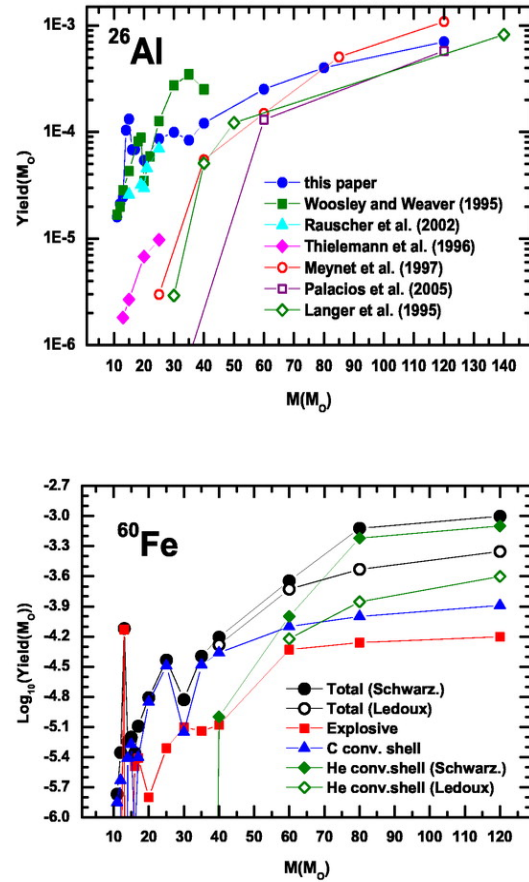 1E-3
²⁶Al
1E-4
Yield(M_O)
1E-5
1E-6
this paper
Woosley and Weaver (1995)
Rauscher et al. (2002)
Thielemann et al. (1996)
Meynet et al. (1997)
Palacios et al. (2005)
Langer et al. (1995)
10 20 30 40 50 60 70 80 90 100 110 120 130 140
M(M_O)
-2.7
-3.0
⁶⁰Fe
-3.3
-3.6
-3.9
-4.2
Log₁₀(Yield(M_O))
-4.5
-4.8
-5.1
-5.4
-5.7
-6.0
Total (Schwarz.)
Total (Ledoux)
Explosive
C conv. shell
He conv.shell (Schwarz.)
He conv.shell (Ledoux)
10 20 30 40 50 60 70 80 90 100 110 120
M(M_O)